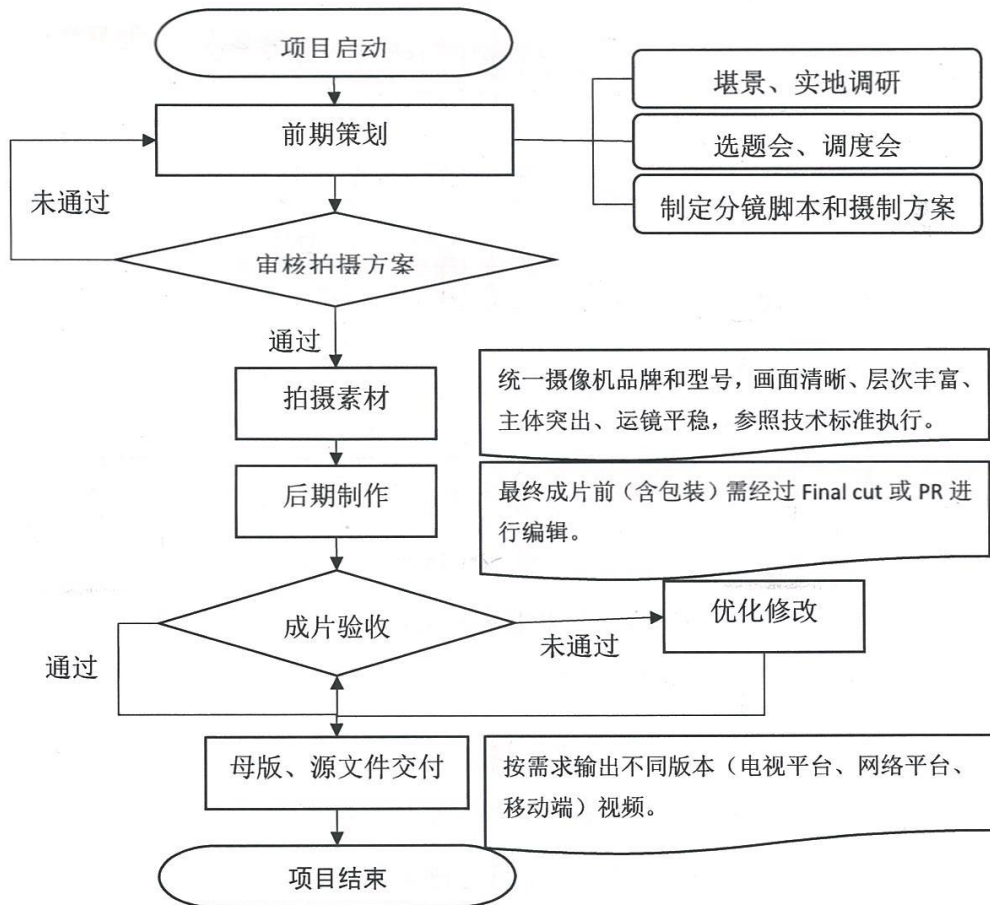 项目启动
堪景、实地调研
前期策划
选题会、调度会
未通过
制定分镜脚本和摄制方案
审核拍摄方案
通过
拍摄素材
统一摄像机品牌和型号，画面清晰、层次丰富、
主体突出、运镜平稳，参照技术标准执行。
后期制作
最终成片前（含包装）需经过 Final cut 或 PR 进
行编辑。
成片验收
优化修改
通过
未通过
母版、源文件交付
按需求输出不同版本（电视平台、网络平台、
移动端）视频。
项目结束